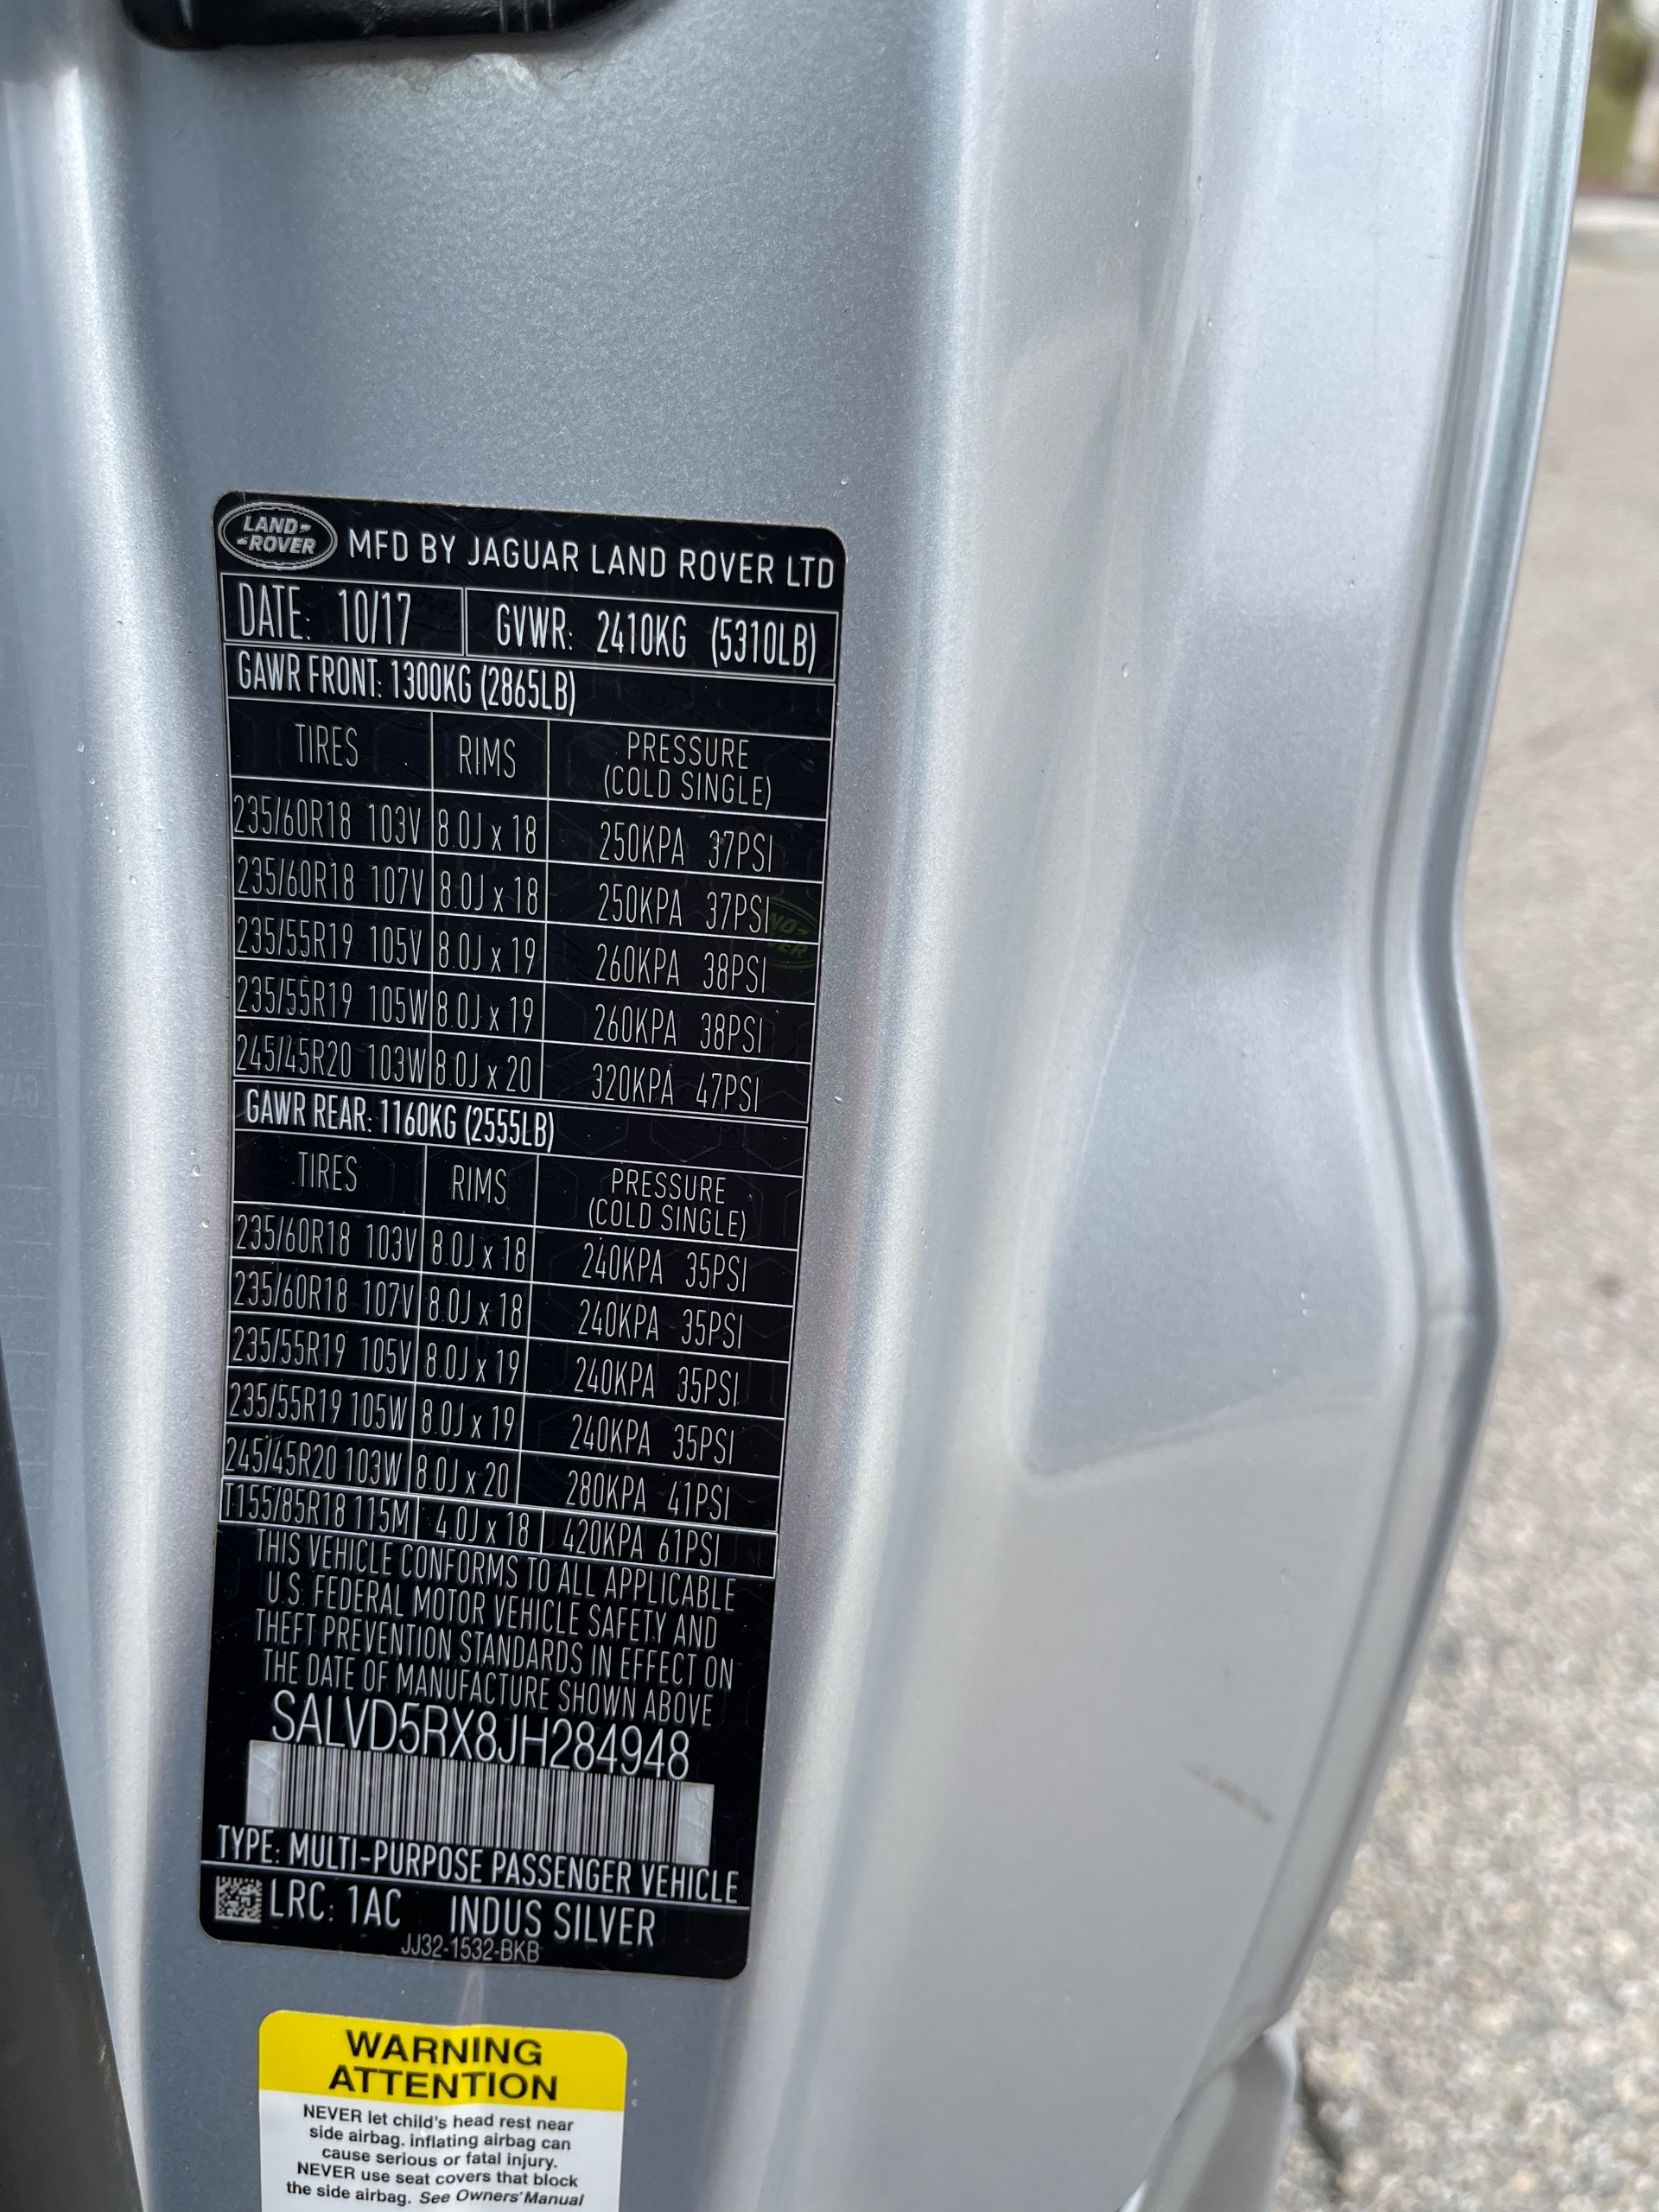 LAND-
-ROVER
MFD BY JAGUAR LAND ROVER LTD
DATE: 10/17 GVWR: 2410KG (5310LB)
GAWR FRONT: 1300KG (2865LB)
TIRES RIMS PRESSURE
(COLD SINGLE)
235/60R18 103V 8.0J x 18 250KPA 37PSI
235/60R18 107V 8.0J x 18 250KPA 37PSI
235/55R19 105V 8.0J x 19 260KPA 38PSI
235/55R19 105W 8.0J x 19 260KPA 38PSI
245/45R20 103W 8.0J x 20 320KPA 47PSI
GAWR REAR: 1160KG (2555LB)
TIRES RIMS PRESSURE
(COLD SINGLE)
235/60R18 103V 8.0J x 18 240KPA 35PSI
235/60R18 107V 8.0J x 18 240KPA 35PSI
235/55R19 105V 8.0J x 19 240KPA 35PSI
235/55R19 105W 8.0J x 19 240KPA 35PSI
245/45R20 103W 8.0J x 20 280KPA 41PSI
T155/85R18 115M 4.0J x 18 420KPA 61PSI
THIS VEHICLE CONFORMS TO ALL APPLICABLE
U.S. FEDERAL MOTOR VEHICLE SAFETY AND
THEFT PREVENTION STANDARDS IN EFFECT ON
THE DATE OF MANUFACTURE SHOWN ABOVE
SALVD5RX8JH284948
TYPE: MULTI-PURPOSE PASSENGER VEHICLE
LRC: 1AC INDUS SILVER
JJ32-1532-BKB
WARNING
ATTENTION
NEVER let child's head rest near
side airbag. inflating airbag can
cause serious or fatal injury.
NEVER use seat covers that block
the side airbag. See Owners' Manual